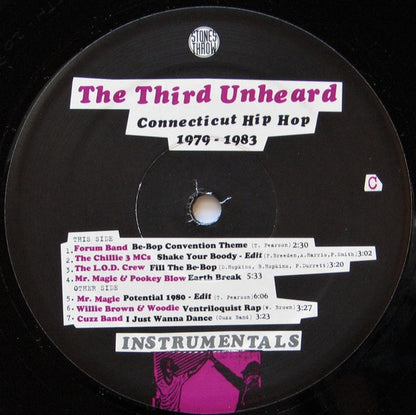 STONES
THROW
The Third Unheard
Connecticut Hip Hop
1979 - 1983
C
THIS SIDE
1. Forum Band Be-Bop Convention Theme (T. Pearson) 2:30
2. The Chillie 3 MCs Shake Your Boody - Edit (F.Breeden,A.Harris,P.Smith)3:02
3. The L.O.D. Crew Fill The Be-Bop (D.Hupkins, B.Hupkins, P.Durrett)3:20
4. Mr. Magic & Pookey Blow Earth Break 5:33
OTHER SIDE
5. Mr. Magic Potential 1980 - Edit (T. Pearson)6:06
6. Willie Brown & Woodie Ventriloquist Rap(W. Brown)3:27
7. Cuzz Band I Just Wanna Dance (Cuzz Band) 3:23
INSTRUMENTALS